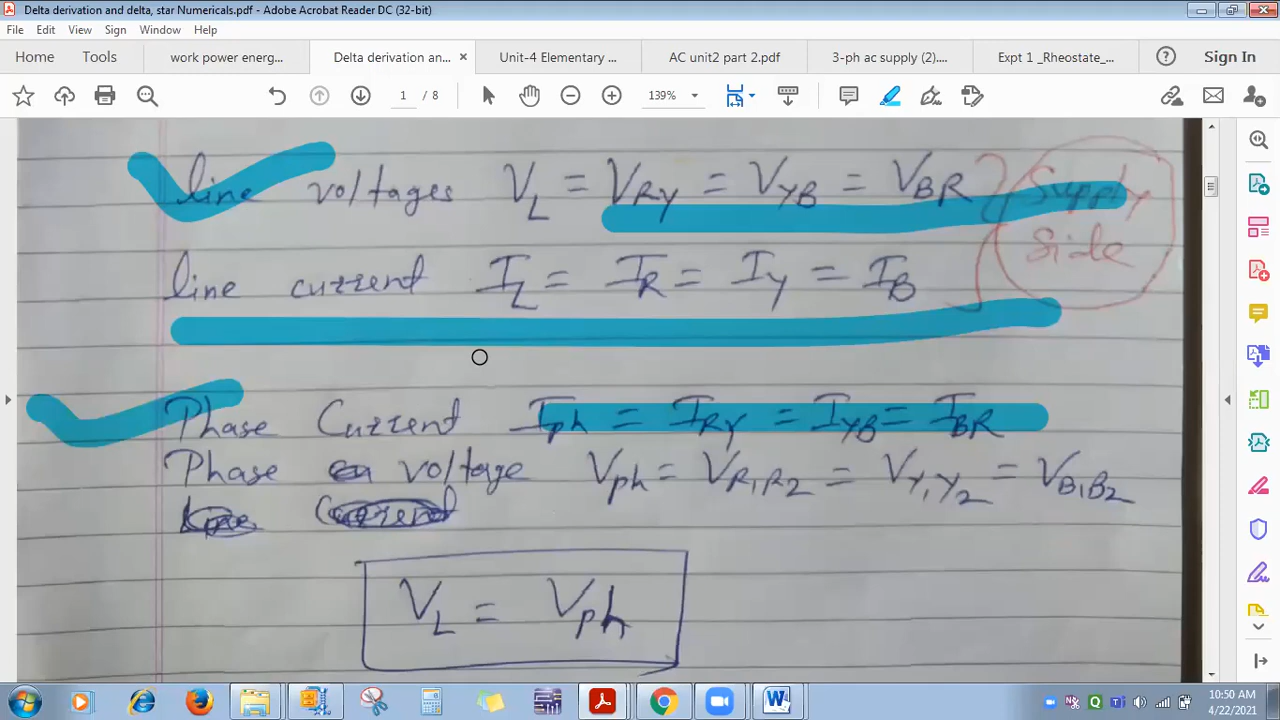 Delta derivation and delta, star Numericals.pdf - Adobe Acrobat Reader DC (32-bit)
File Edit View Sign Window Help
Home Tools work power energ... Delta derivation an... × Unit-4 Elementary ... AC unit2 part 2.pdf 3-ph ac supply (2).... Expt 1 _Rheostate_... Sign In
1 / 8 139%
line voltages V_L = V_RY = V_YB = V_BR
Supply
Side
line current I_L = I_R = I_Y = I_B
Phase Current I_ph = I_RY = I_YB = I_BR
Phase voltage V_ph = V_R1R2 = V_Y1Y2 = V_B1B2
V_L = V_ph
10:50 AM
4/22/2021